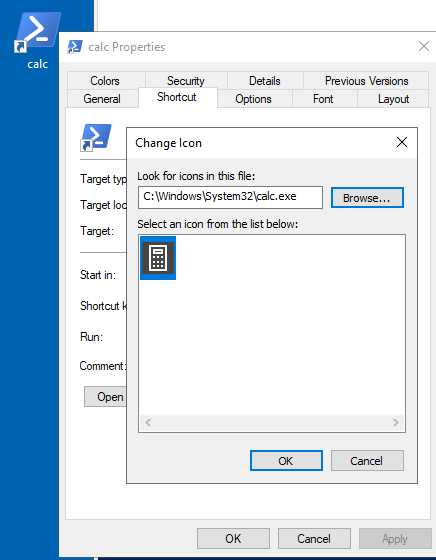 calc
calc Properties
Colors Security Details Previous Versions
General Shortcut Options Font Layout
Change Icon
Look for icons in this file:
C:\Windows\System32\calc.exe Browse...
Select an icon from the list below:
Target typ
Target loc
Target:
Start in:
Shortcut k
Run:
Comment:
Open
OK Cancel
OK Cancel Apply